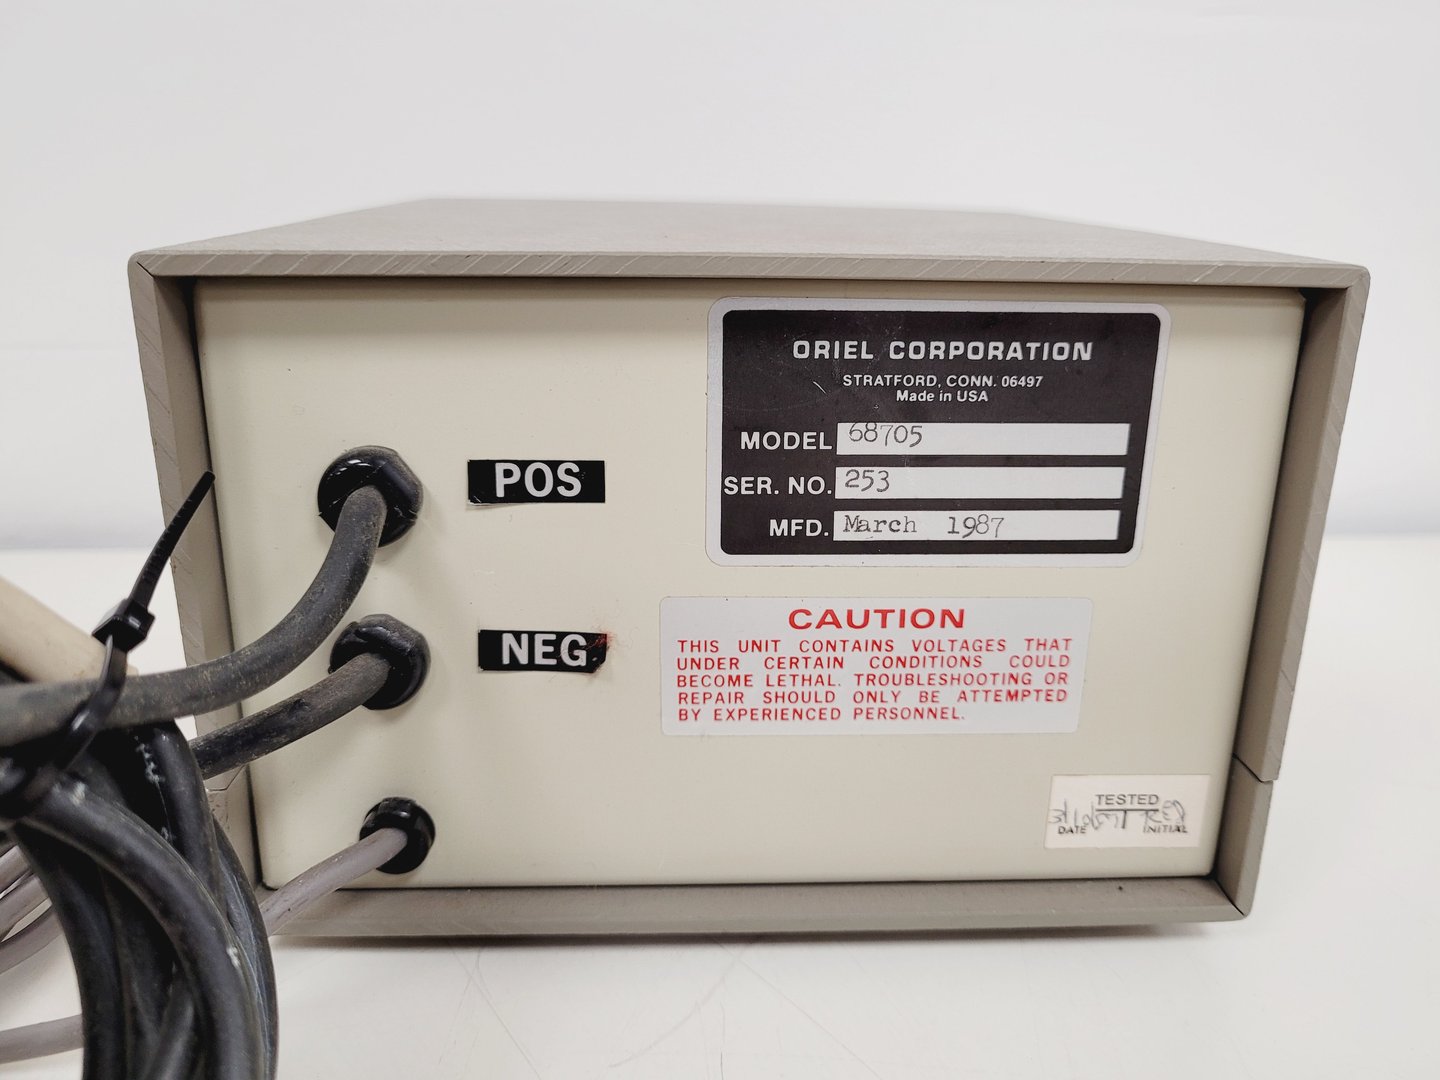 ORIEL CORPORATION
STRATFORD, CONN. 06497
Made in USA
MODEL 68705
SER. NO. 253
MFD. March 1987
POS
NEG
CAUTION
THIS UNIT CONTAINS VOLTAGES THAT
UNDER CERTAIN CONDITIONS COULD
BECOME LETHAL. TROUBLESHOOTING OR
REPAIR SHOULD ONLY BE ATTEMPTED
BY EXPERIENCED PERSONNEL.
TESTED
DATE INITIAL